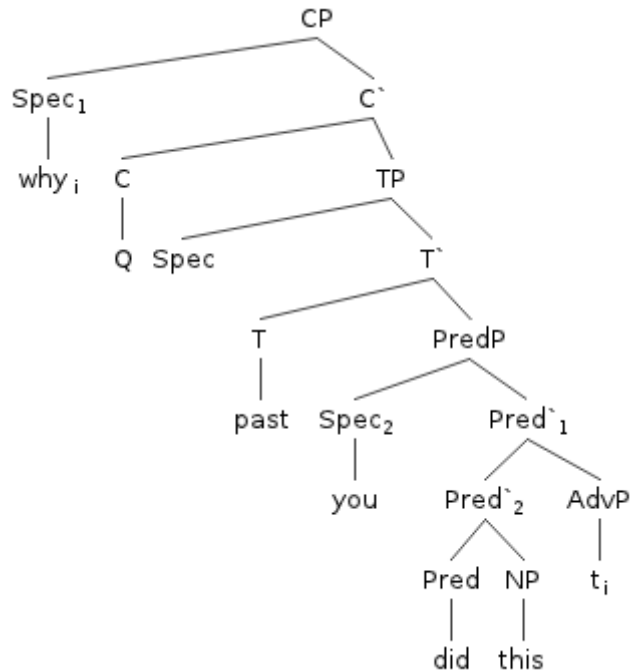 CP
Spec₁ C`
why ᵢ C TP
Q Spec T`
T PredP
past Spec₂ Pred`₁
you Pred`₂ AdvP
Pred NP tᵢ
did this